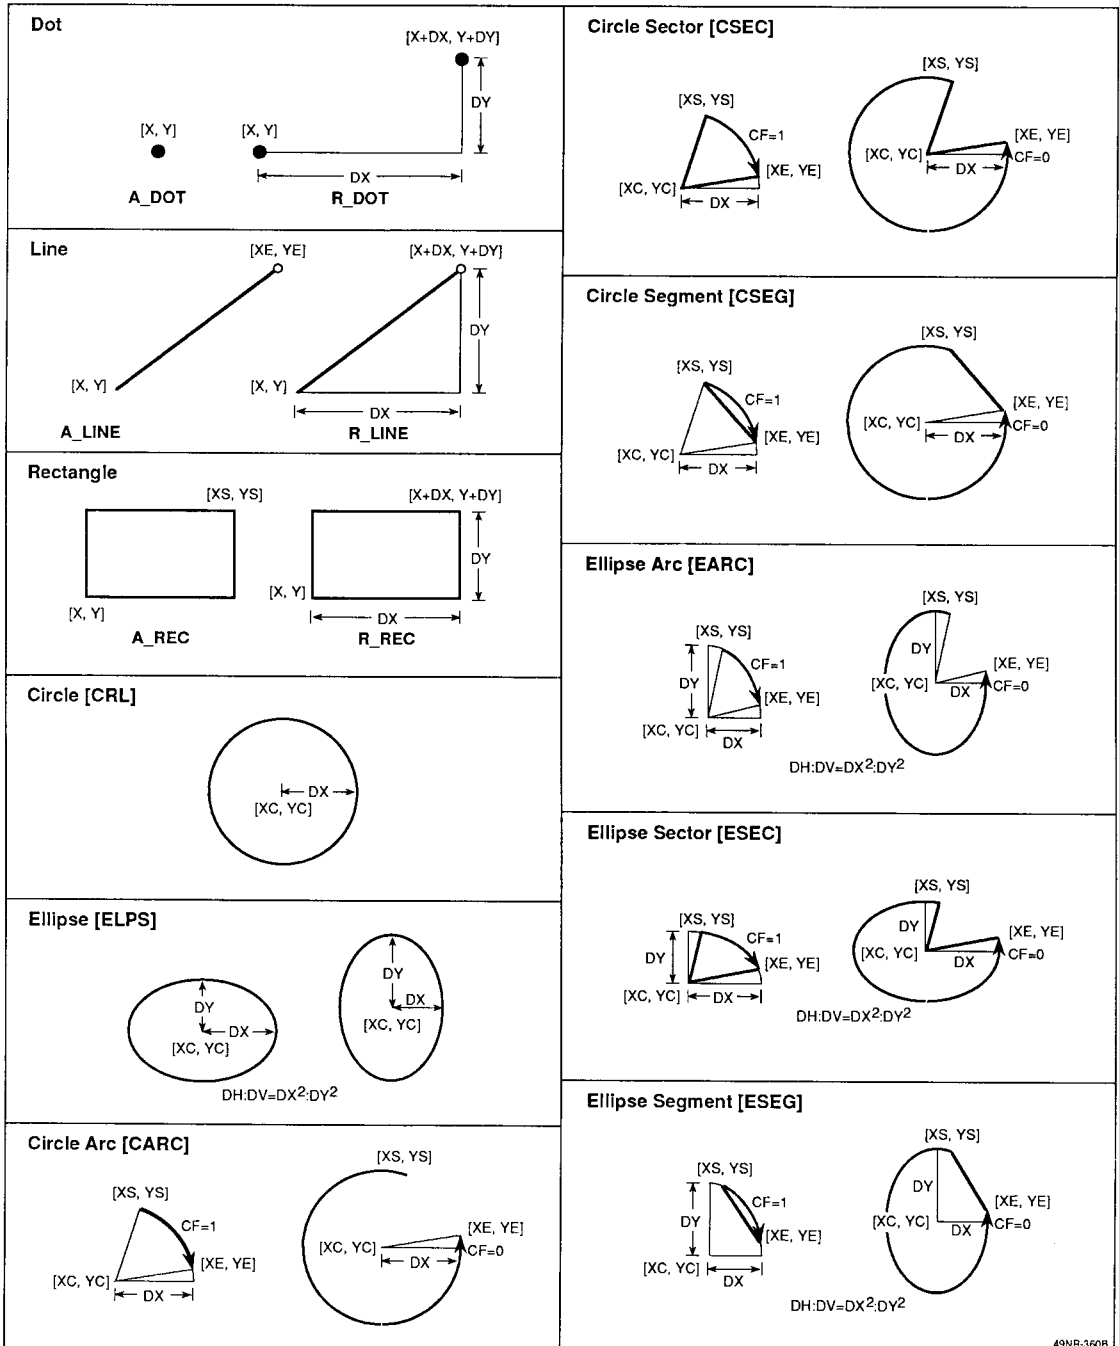 Dot
[X+DX, Y+DY]
DY
[X, Y]
[X, Y]
DX
A_DOT
R_DOT
Line
[XE, YE]
[X+DX, Y+DY]
DY
[X, Y]
[X, Y]
DX
A_LINE
R_LINE
Rectangle
[XS, YS]
[X+DX, Y+DY]
DY
[X, Y]
[X, Y]
DX
A_REC
R_REC
Circle [CRL]
DX
[XC, YC]
Ellipse [ELPS]
DY
DX
[XC, YC]
DY
DX
[XC, YC]
DH:DV=DX²:DY²
Circle Arc [CARC]
[XS, YS]
CF=1
[XC, YC]
[XE, YE]
DX
[XS, YS]
[XE, YE]
[XC, YC]
CF=0
DX
Circle Sector [CSEC]
[XS, YS]
CF=1
[XE, YE]
[XC, YC]
DX
[XS, YS]
[XE, YE]
[XC, YC]
CF=0
DX
Circle Segment [CSEG]
[XS, YS]
CF=1
[XE, YE]
[XC, YC]
DX
[XS, YS]
[XE, YE]
[XC, YC]
CF=0
DX
Ellipse Arc [EARC]
[XS, YS]
CF=1
DY
[XE, YE]
[XC, YC]
DX
[XS, YS]
DY
[XE, YE]
[XC, YC]
DX
CF=0
DH:DV=DX²:DY²
Ellipse Sector [ESEC]
[XS, YS]
CF=1
DY
[XE, YE]
[XC, YC]
DX
[XS, YS]
DY
[XE, YE]
[XC, YC]
DX
CF=0
DH:DV=DX²:DY²
Ellipse Segment [ESEG]
[XS, YS]
CF=1
DY
[XE, YE]
[XC, YC]
DX
[XS, YS]
DY
[XE, YE]
[XC, YC]
DX
CF=0
DH:DV=DX²:DY²
49NR-360B